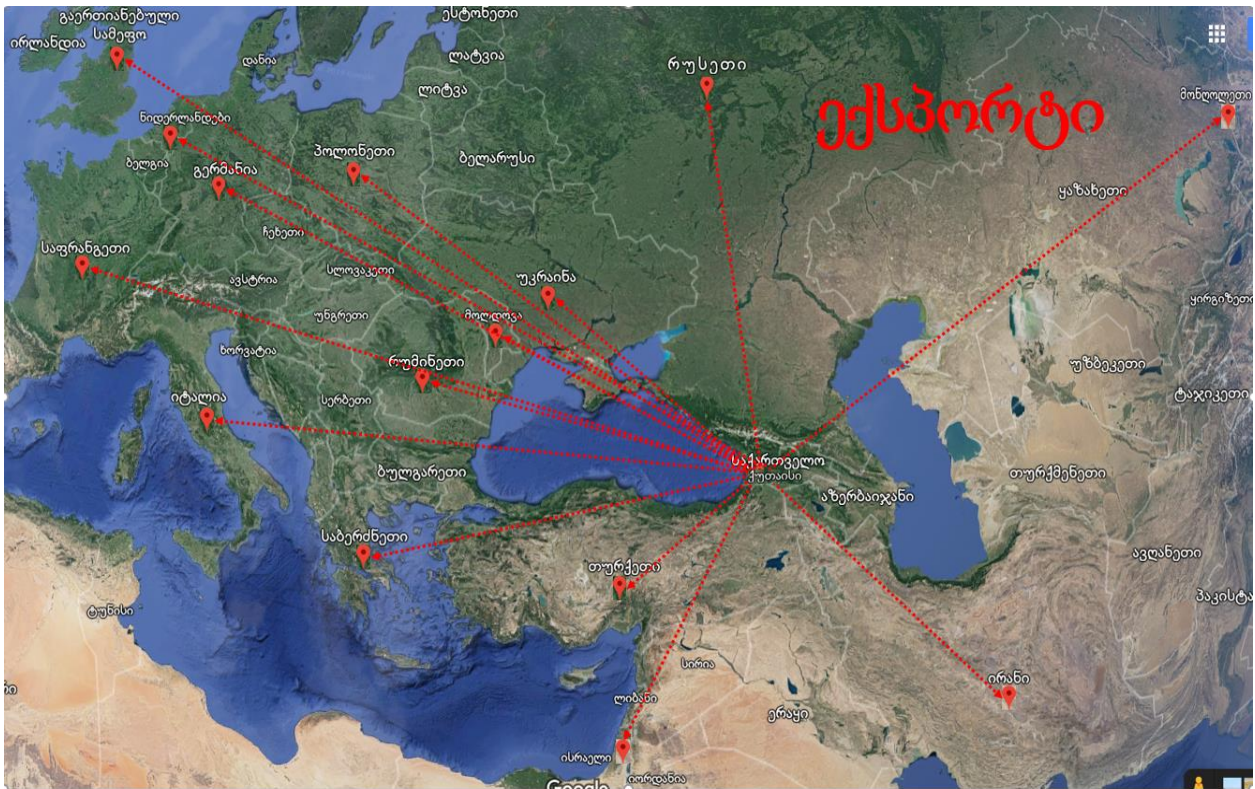 გაერთიანებული
სამეფო
ესტონეთი
ირლანდია
დანია
ლატვია
რუსეთი
ლიტვა
ექსპორტი
მონღოლეთი
ნიდერლანდები
ბელგია
პოლონეთი
ბელარუსი
გერმანია
ყაზახეთი
ჩეხეთი
საფრანგეთი
სლოვაკეთი
ავსტრია
უკრაინა
ყირგიზეთი
უნგრეთი
მოლდოვა
ხორვატია
რუმინეთი
უზბეკეთი
იტალია
სერბეთი
ტაჯიკეთი
ბულგარეთი
საქართველო
ქუთაისი
თურქმენეთი
აზერბაიჯანი
საბერძნეთი
ავღანეთი
თურქეთი
ტუნისი
პაკისტა
სირია
ირანი
ლიბანი
ერაყი
ისრაელი
იორდანია
Google